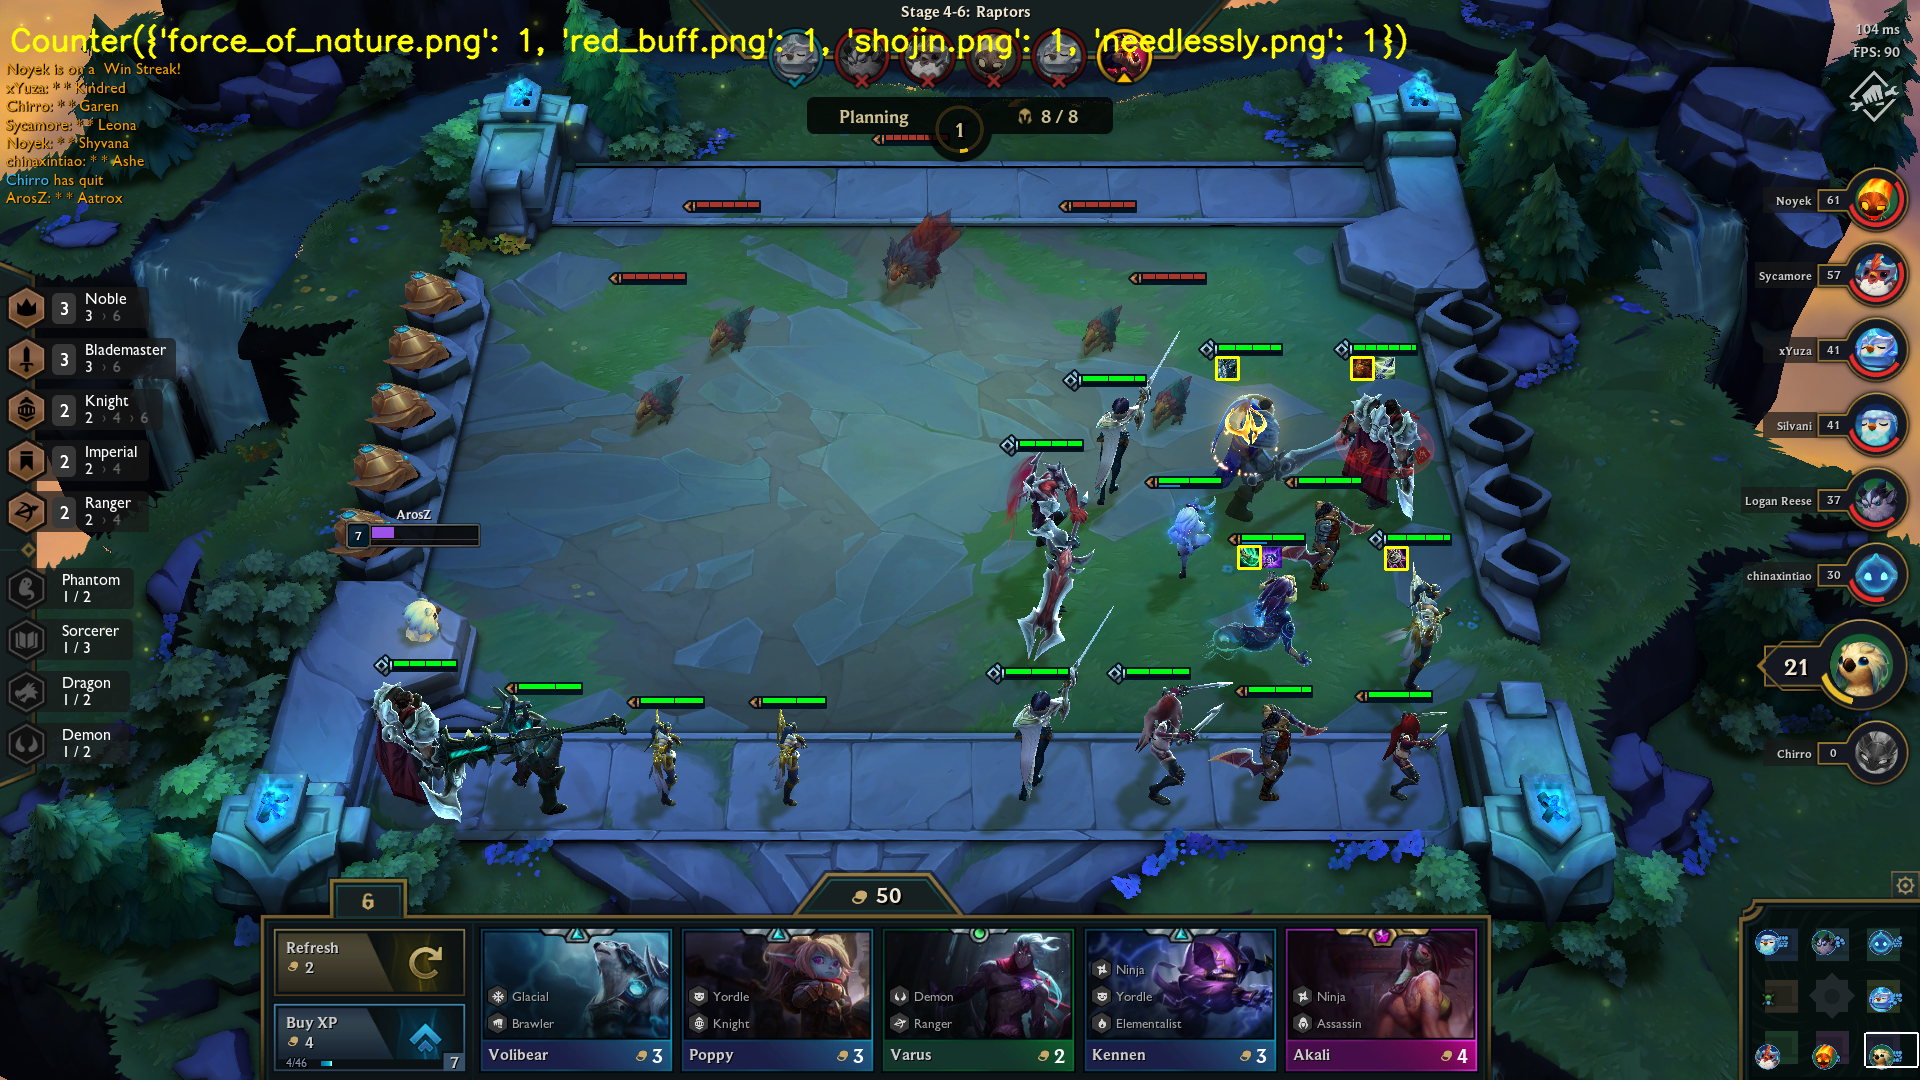 Stage 4-6: Raptors
Counter({'force_of_nature.png': 1, 'red_buff.png': 1, 'shojin.png': 1, 'needlessly.png': 1})
104 ms
FPS: 90
Noyek is on a Win Streak!
xYuza: * * Kindred
Chirro: * * Garen
Sycamore: * * Leona
Noyek: * * Shyvana
chinaxintiao: * * Ashe
Chirro has quit
ArosZ: * * Aatrox
Planning
1
8 / 8
Noyek 61
Sycamore 57
xYuza 41
Silvani 41
Logan Reese 37
chinaxintiao 30
21
Chirro 0
3 Noble
3 › 6
3 Blademaster
3 › 6
2 Knight
2 › 4 › 6
2 Imperial
2 › 4
2 Ranger
2 › 4
Phantom
1 / 2
Sorcerer
1 / 3
Dragon
1 / 2
Demon
1 / 2
ArosZ
7
6
50
Refresh
2
Buy XP
4
4/46
7
Glacial
Brawler
Volibear 3
Yordle
Knight
Poppy 3
Demon
Ranger
Varus 2
Ninja
Yordle
Elementalist
Kennen 3
Ninja
Assassin
Akali 4